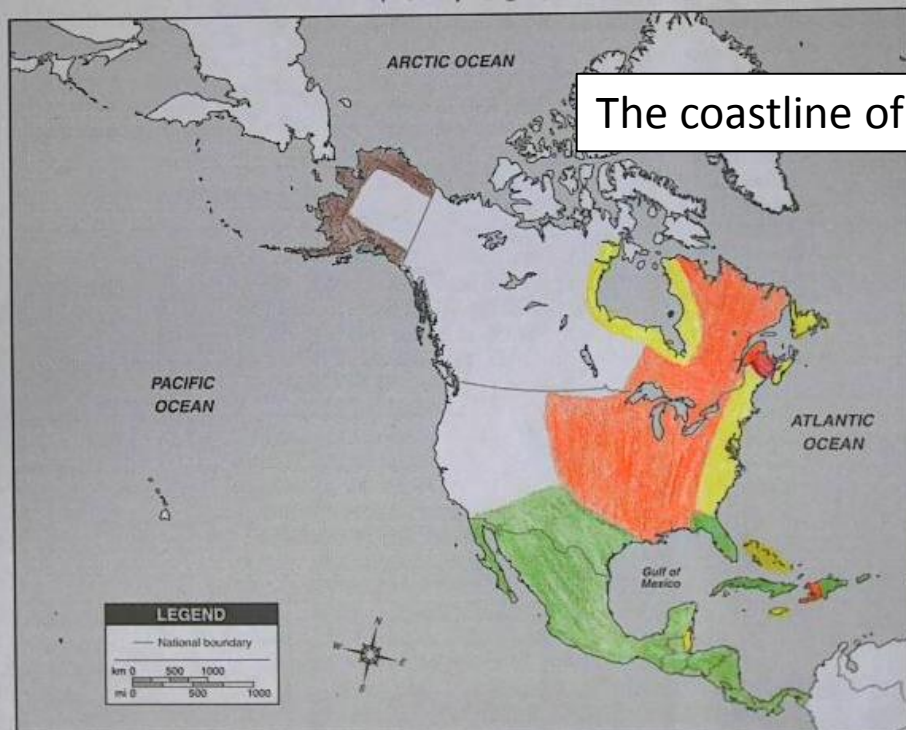 ARCTIC OCEAN
The coastline of
PACIFIC
OCEAN
ATLANTIC
OCEAN
Gulf of
Mexico
LEGEND
National boundary
km 0 500 1000
mi 0 500 1000
N
W E
S